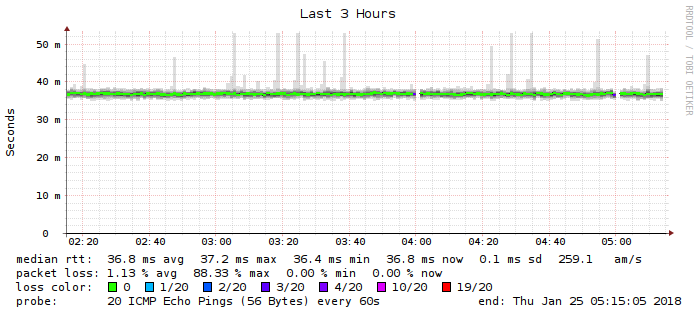 Last 3 Hours
RRDTOOL / TOBI OETIKER
Seconds
50 m
40 m
30 m
20 m
10 m
0
02:20 02:40 03:00 03:20 03:40 04:00 04:20 04:40 05:00
median rtt: 36.8 ms avg 37.2 ms max 36.4 ms min 36.8 ms now 0.1 ms sd 259.1 am/s
packet loss: 1.13 % avg 88.33 % max 0.00 % min 0.00 % now
loss color: 0 1/20 2/20 3/20 4/20 10/20 19/20
probe: 20 ICMP Echo Pings (56 Bytes) every 60s end: Thu Jan 25 05:15:05 2018